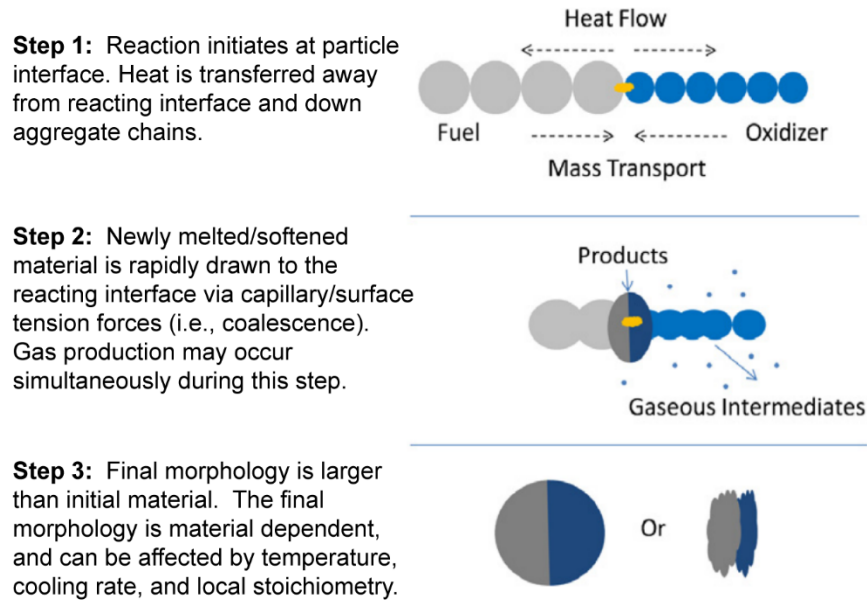 Step 1:  Reaction initiates at particle
interface. Heat is transferred away
from reacting interface and down
aggregate chains.
Heat Flow
Fuel
Oxidizer
Mass Transport
Step 2:  Newly melted/softened
material is rapidly drawn to the
reacting interface via capillary/surface
tension forces (i.e., coalescence).
Gas production may occur
simultaneously during this step.
Products
Gaseous Intermediates
Step 3:  Final morphology is larger
than initial material.  The final
morphology is material dependent,
and can be affected by temperature,
cooling rate, and local stoichiometry.
Or